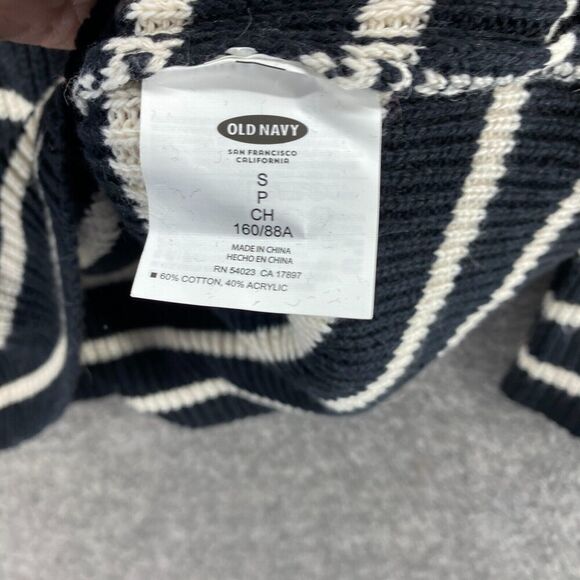 OLD NAVY
SAN FRANCISCO
CALIFORNIA
S
P
CH
160/88A
MADE IN CHINA
HECHO EN CHINA
RN 54023 CA 17897
60% COTTON, 40% ACRYLIC